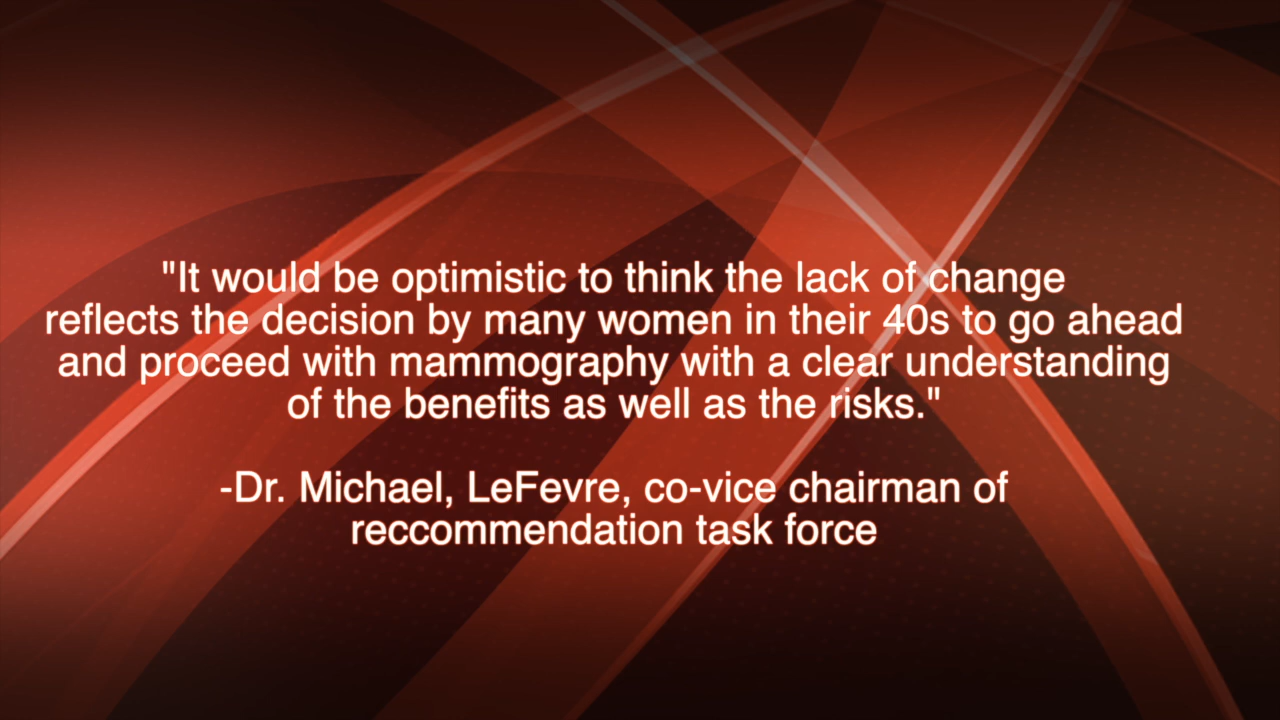 "It would be optimistic to think the lack of change
reflects the decision by many women in their 40s to go ahead
and proceed with mammography with a clear understanding
of the benefits as well as the risks."
-Dr. Michael, LeFevre, co-vice chairman of
reccommendation task force